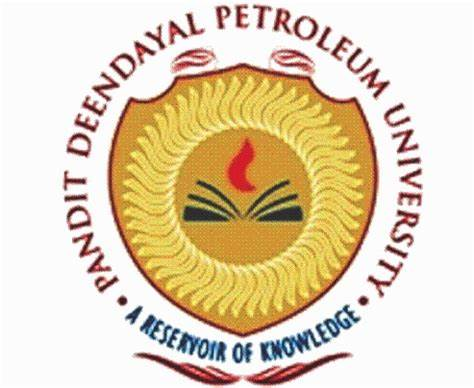 PANDIT DEENDAYAL PETROLEUM UNIVERSITY
A RESERVOIR OF KNOWLEDGE